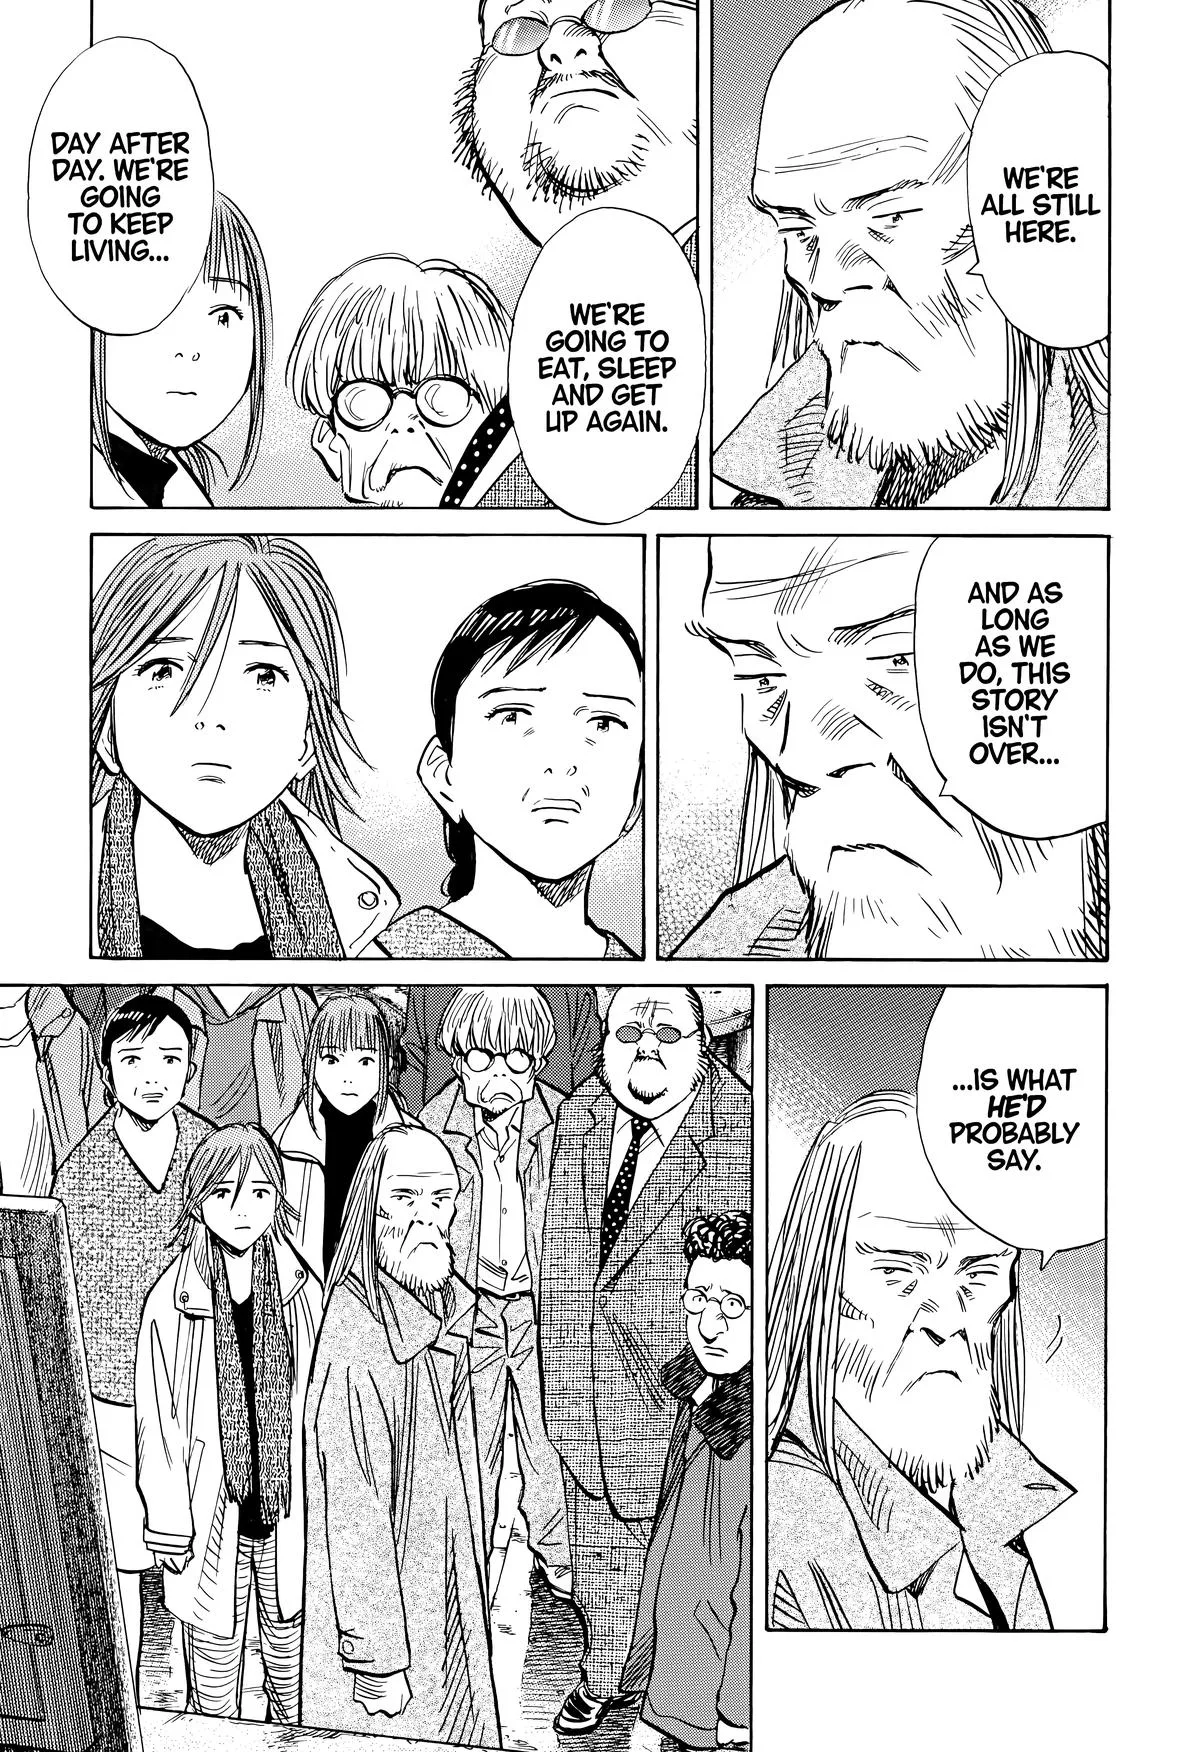 WE'RE
ALL STILL
HERE.
WE'RE
GOING TO
EAT, SLEEP
AND GET
UP AGAIN.
DAY AFTER
DAY. WE'RE
GOING
TO KEEP
LIVING...
AND AS
LONG
AS WE
DO, THIS
STORY
ISN'T
OVER...
...IS WHAT
HE'D
PROBABLY
SAY.